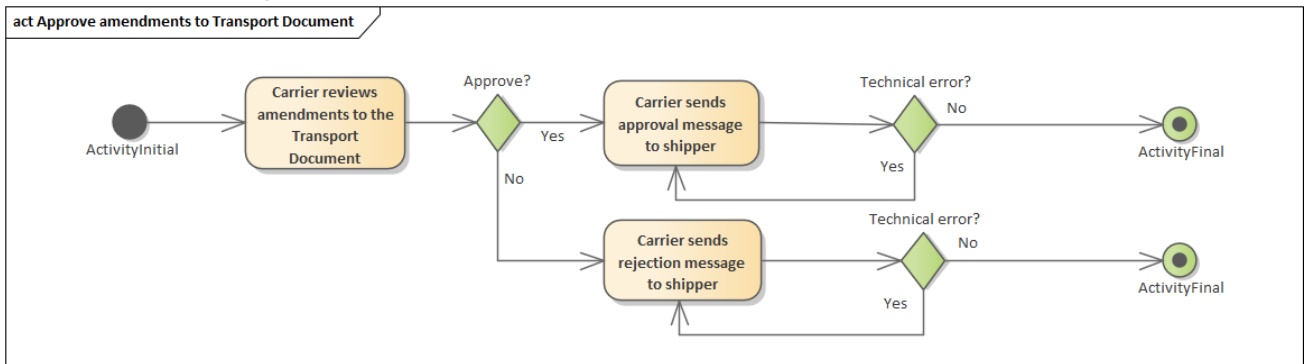 act Approve amendments to Transport Document
Approve?
Technical error?
Carrier reviews
amendments to the
Transport
Document
Carrier sends
approval message
to shipper
No
Yes
ActivityInitial
ActivityFinal
Yes
No
Technical error?
Carrier sends
rejection message
to shipper
No
ActivityFinal
Yes